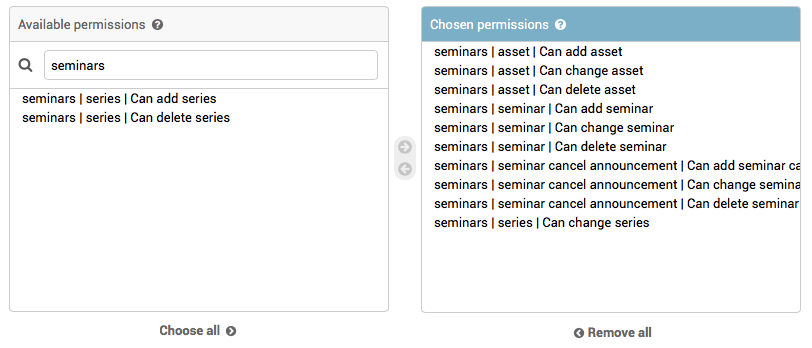 Available permissions ?
seminars
seminars | series | Can add series
seminars | series | Can delete series
Choose all
Chosen permissions ?
seminars | asset | Can add asset
seminars | asset | Can change asset
seminars | asset | Can delete asset
seminars | seminar | Can add seminar
seminars | seminar | Can change seminar
seminars | seminar | Can delete seminar
seminars | seminar cancel announcement | Can add seminar ca
seminars | seminar cancel announcement | Can change semina
seminars | seminar cancel announcement | Can delete seminar
seminars | series | Can change series
Remove all